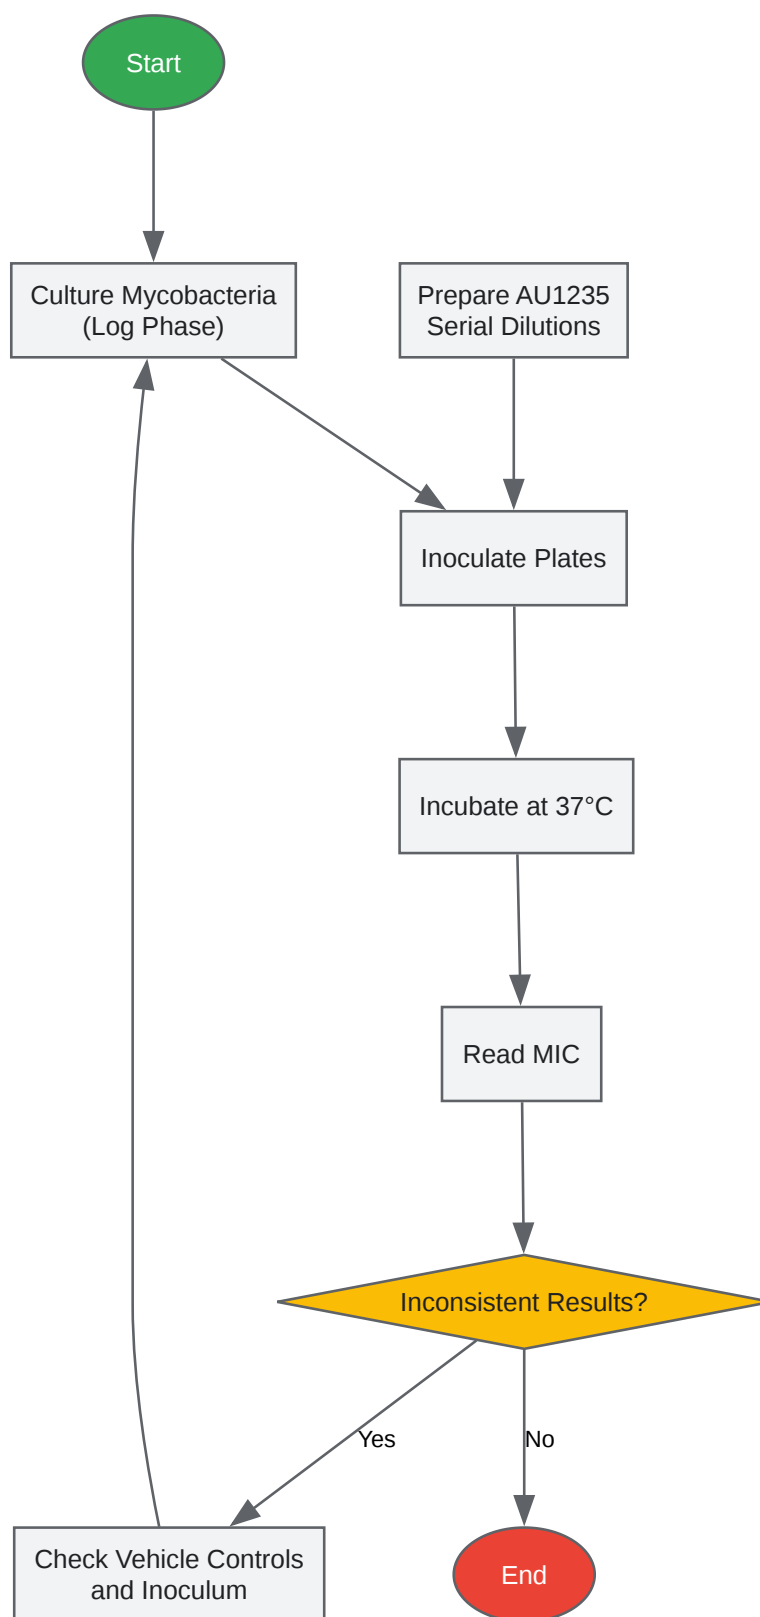 Start
Culture Mycobacteria
(Log Phase)
Prepare AU1235
Serial Dilutions
Inoculate Plates
Incubate at 37°C
Read MIC
Inconsistent Results?
Yes
No
Check Vehicle Controls
and Inoculum
End